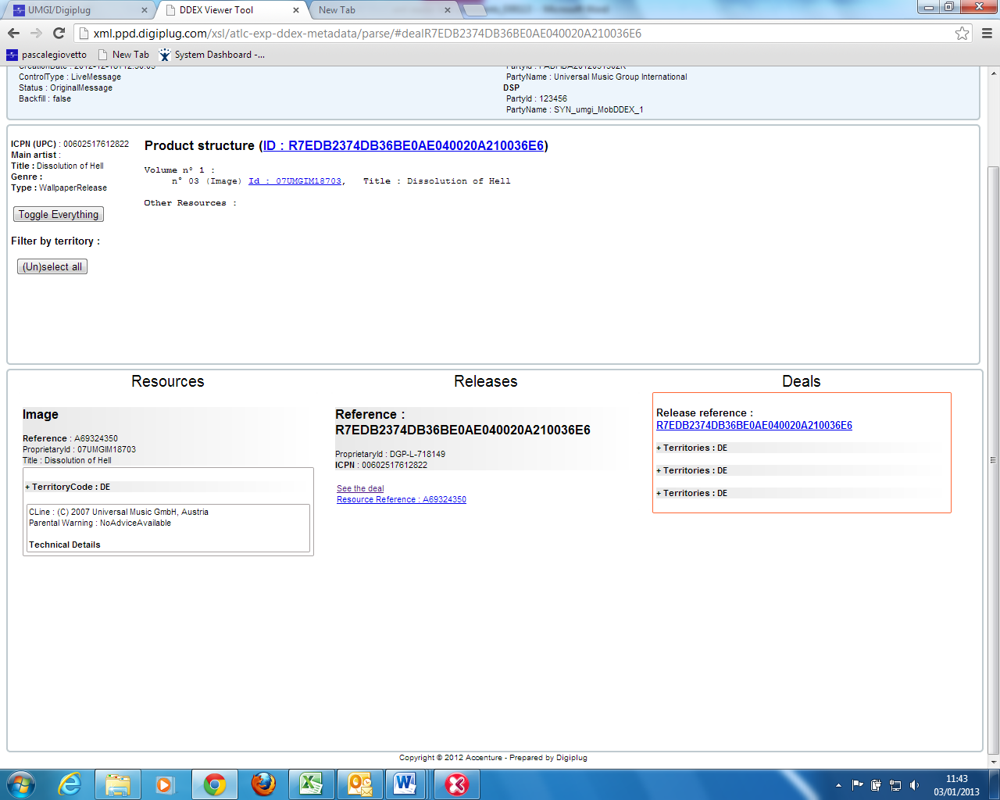 UMGI/Digiplug
DDEX Viewer Tool
New Tab
xml.ppd.digiplug.com/xsl/atlc-exp-ddex-metadata/parse/#dealR7EDB2374DB36BE0AE040020A210036E6
pascalegiovetto
New Tab
System Dashboard -...
ControlType : LiveMessage
Status : OriginalMessage
Backfill : false
PartyName : Universal Music Group International
DSP
PartyId : 123456
PartyName : SYN_umgi_MobDDEX_1
ICPN (UPC) : 00602517612822
Main artist :
Title : Dissolution of Hell
Genre :
Type : WallpaperRelease
Toggle Everything
Filter by territory :
(Un)select all
Product structure (ID : R7EDB2374DB36BE0AE040020A210036E6)
Volume n° 1 :
n° 03 (Image) Id : 07UMGIM18703, Title : Dissolution of Hell
Other Resources :
Resources
Image
Reference : A69324350
ProprietaryId : 07UMGIM18703
Title : Dissolution of Hell
+ TerritoryCode : DE
CLine : (C) 2007 Universal Music GmbH, Austria
Parental Warning : NoAdviceAvailable
Technical Details
Releases
Reference :
R7EDB2374DB36BE0AE040020A210036E6
ProprietaryId : DGP-L-718149
ICPN : 00602517612822
See the deal
Resource Reference : A69324350
Deals
Release reference :
R7EDB2374DB36BE0AE040020A210036E6
+ Territories : DE
+ Territories : DE
+ Territories : DE
Copyright © 2012 Accenture - Prepared by Digiplug
11:43
03/01/2013